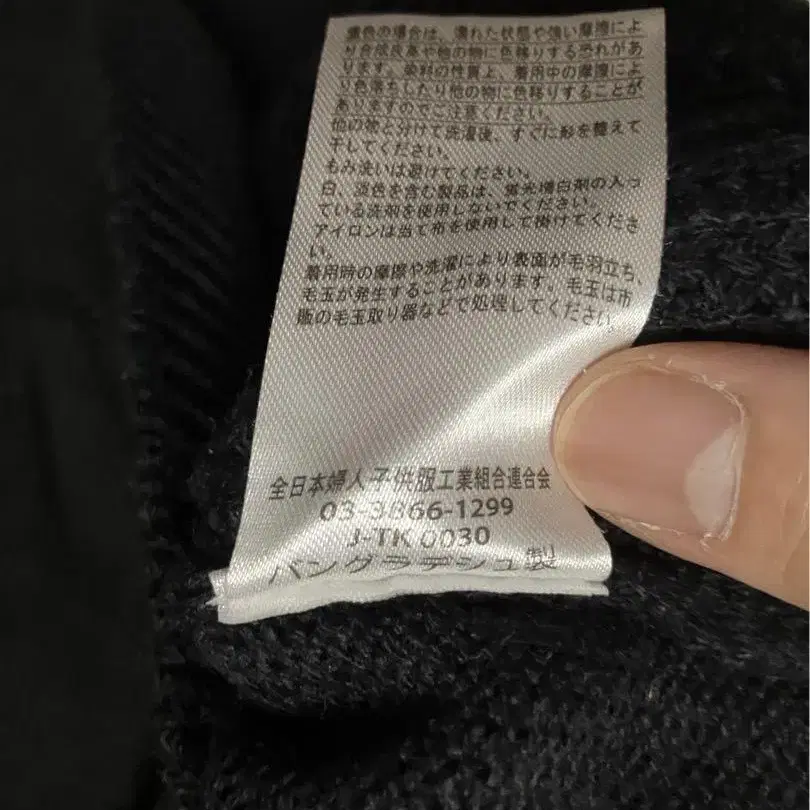 濃色の場合は、濡れた状態や強い摩擦によ
り合成皮革や他の物に色移りする恐れがあ
ります。染料の性質上、着用中の摩擦によ
り色落ちしたり他の物に色移りすることが
ありますのでご注意ください。
他の物と分けて洗濯後、すぐに形を整えて
干してください。
もみ洗いは避けてください。
白、淡色を含む製品は、蛍光増白剤の入っ
ている洗剤を使用しないでください。
アイロンは当て布を使用して掛けてくださ
い。
着用時の摩擦や洗濯により表面が毛羽立ち、
毛玉が発生することがあります。毛玉は市
販の毛玉取り器などで処理してください。
全日本婦人子供服工業組合連合会
03-3866-1299
J-TK 0030
バングラデシュ製